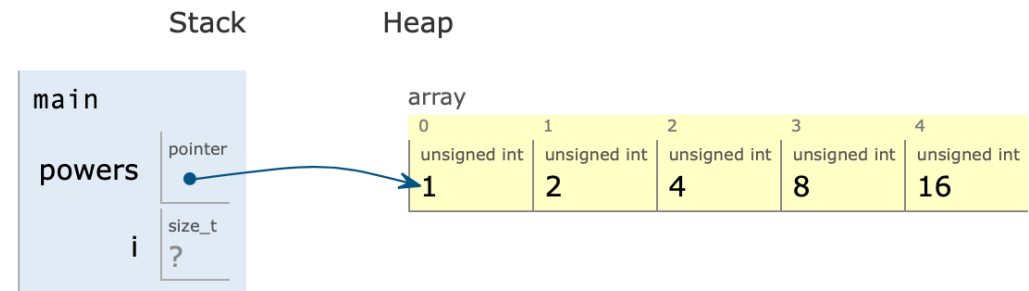 Stack Heap
main
array
0 1 2 3 4
pointer
unsigned int unsigned int unsigned int unsigned int unsigned int
powers
1 2 4 8 16
size_t
i
?